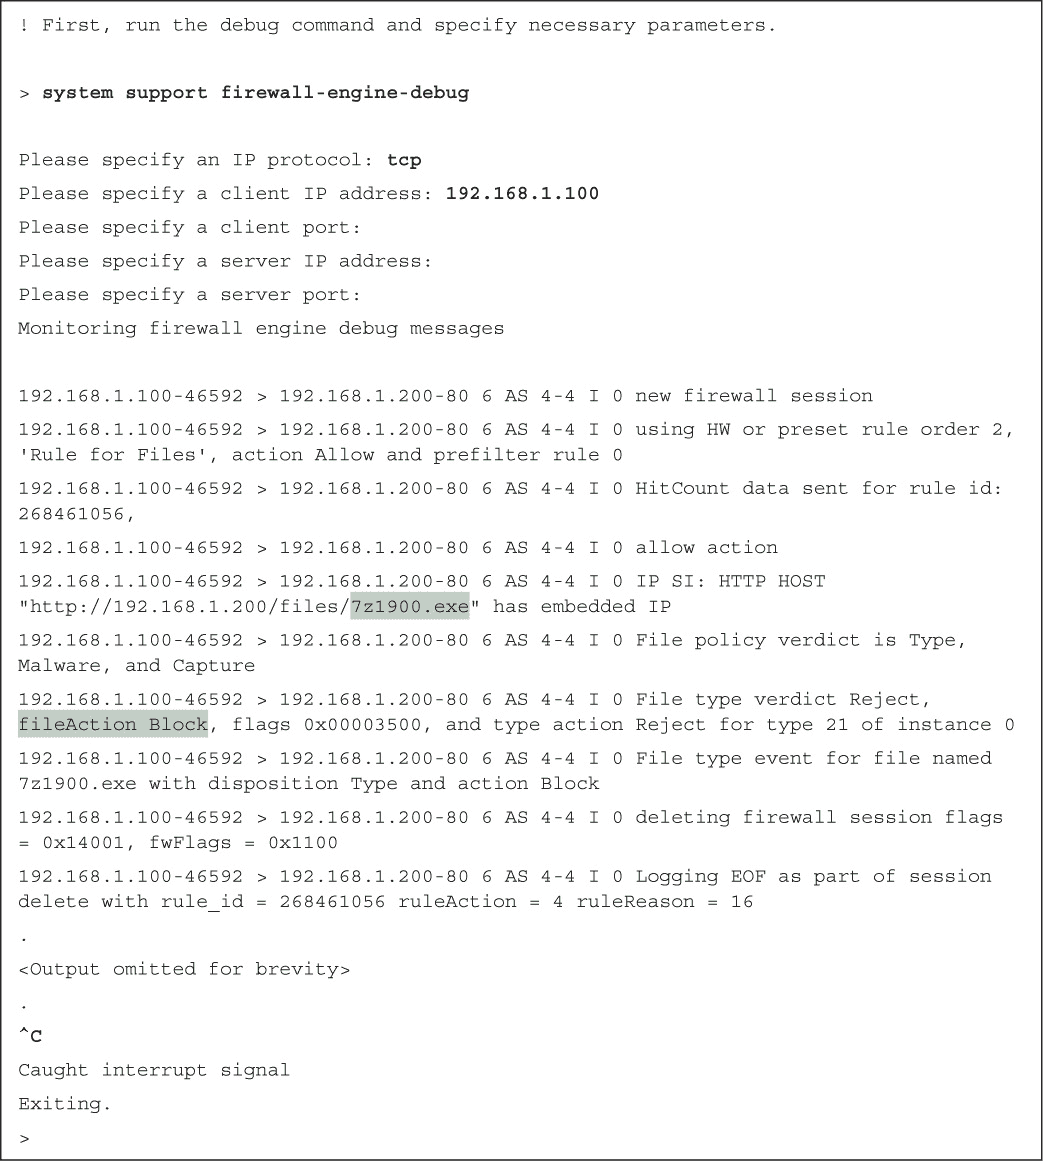 ! First, run the debug command and specify necessary parameters.
> system support firewall-engine-debug
Please specify an IP protocol: tcp
Please specify a client IP address: 192.168.1.100
Please specify a client port:
Please specify a server IP address:
Please specify a server port:
Monitoring firewall engine debug messages
192.168.1.100-46592 > 192.168.1.200-80 6 AS 4-4 I 0 new firewall session
192.168.1.100-46592 > 192.168.1.200-80 6 AS 4-4 I 0 using HW or preset rule order 2,
'Rule for Files', action Allow and prefilter rule 0
192.168.1.100-46592 > 192.168.1.200-80 6 AS 4-4 I 0 HitCount data sent for rule id:
268461056,
192.168.1.100-46592 > 192.168.1.200-80 6 AS 4-4 I 0 allow action
192.168.1.100-46592 > 192.168.1.200-80 6 AS 4-4 I 0 IP SI: HTTP HOST
"http://192.168.1.200/files/7z1900.exe" has embedded IP
192.168.1.100-46592 > 192.168.1.200-80 6 AS 4-4 I 0 File policy verdict is Type,
Malware, and Capture
192.168.1.100-46592 > 192.168.1.200-80 6 AS 4-4 I 0 File type verdict Reject,
fileAction Block, flags 0x00003500, and type action Reject for type 21 of instance 0
192.168.1.100-46592 > 192.168.1.200-80 6 AS 4-4 I 0 File type event for file named
7z1900.exe with disposition Type and action Block
192.168.1.100-46592 > 192.168.1.200-80 6 AS 4-4 I 0 deleting firewall session flags
= 0x14001, fwFlags = 0x1100
192.168.1.100-46592 > 192.168.1.200-80 6 AS 4-4 I 0 Logging EOF as part of session
delete with rule_id = 268461056 ruleAction = 4 ruleReason = 16
.
<Output omitted for brevity>
.
^C
Caught interrupt signal
Exiting.
>